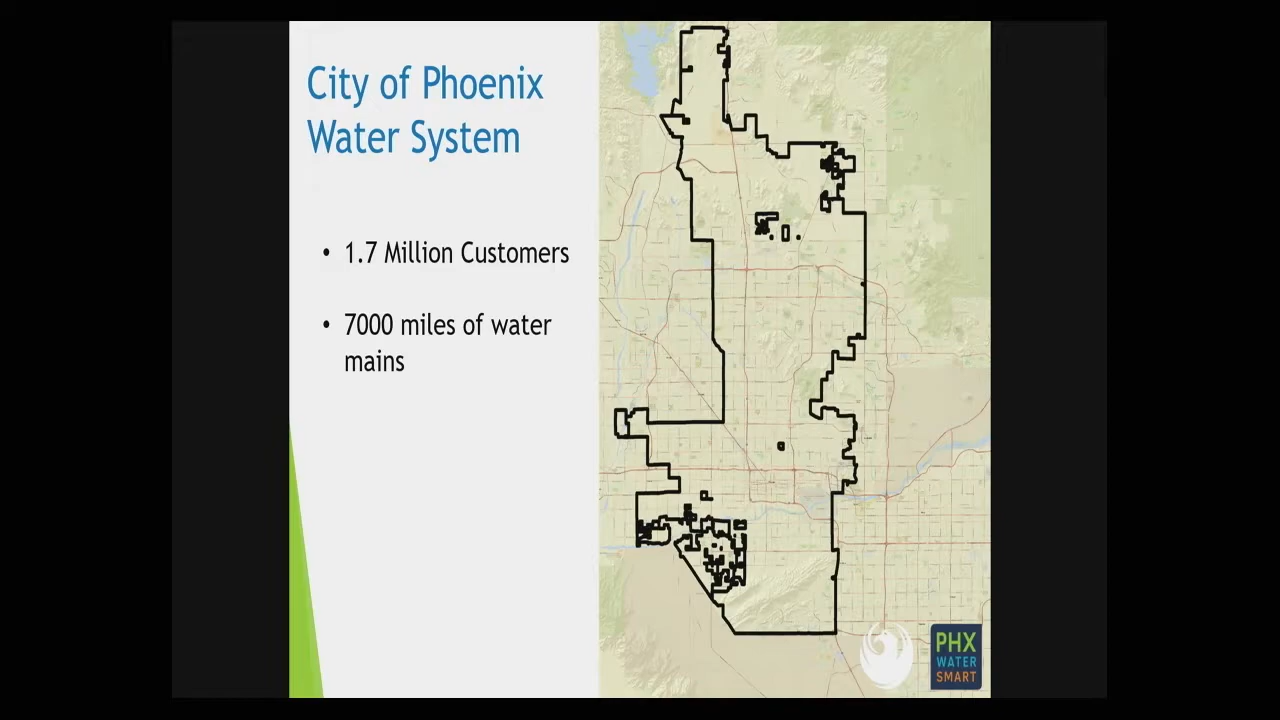 City of Phoenix
Water System
• 1.7 Million Customers
• 7000 miles of water
mains
PHX
WATER
SMART